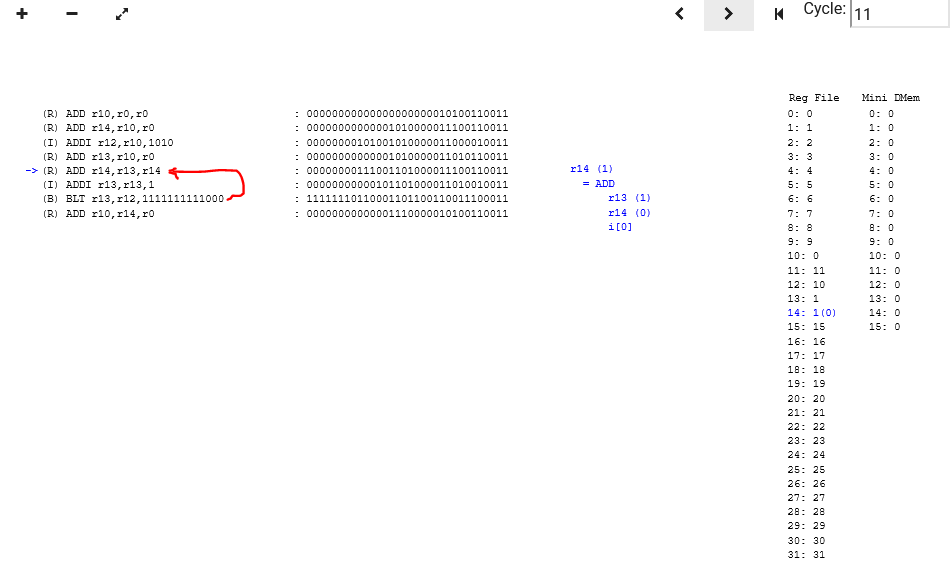 Cycle: 11
Reg File Mini DMem
(R) ADD r10,r0,r0 : 00000000000000000000010100110011
(R) ADD r14,r10,r0 : 00000000000001010000011100110011
(I) ADDI r12,r10,1010 : 00000000101001010000011000010011
(R) ADD r13,r10,r0 : 00000000000001010000011010110011
-> (R) ADD r14,r13,r14 : 00000000111001101000011100110011
(I) ADDI r13,r13,1 : 00000000000101101000011010010011
(B) BLT r13,r12,1111111111000 : 11111110110001101100110011100011
(R) ADD r10,r14,r0 : 00000000000001110000010100110011
r14 (1)
= ADD
r13 (1)
r14 (0)
i[0]
0: 0 0: 0
1: 1 1: 0
2: 2 2: 0
3: 3 3: 0
4: 4 4: 0
5: 5 5: 0
6: 6 6: 0
7: 7 7: 0
8: 8 8: 0
9: 9 9: 0
10: 0 10: 0
11: 11 11: 0
12: 10 12: 0
13: 1 13: 0
14: 1(0) 14: 0
15: 15 15: 0
16: 16
17: 17
18: 18
19: 19
20: 20
21: 21
22: 22
23: 23
24: 24
25: 25
26: 26
27: 27
28: 28
29: 29
30: 30
31: 31